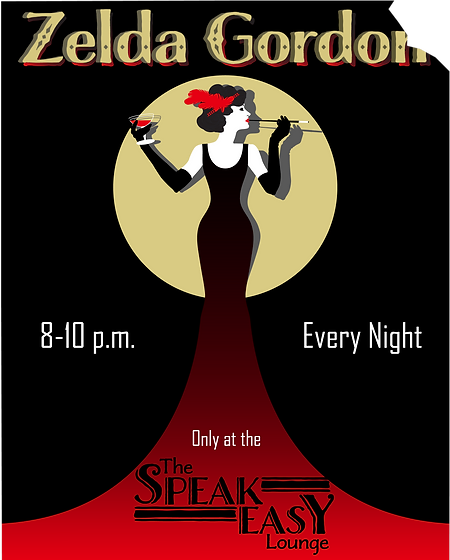 Zelda Gordon
8-10 p.m.
Every Night
Only at the
The
SPEAK
EASY
Lounge